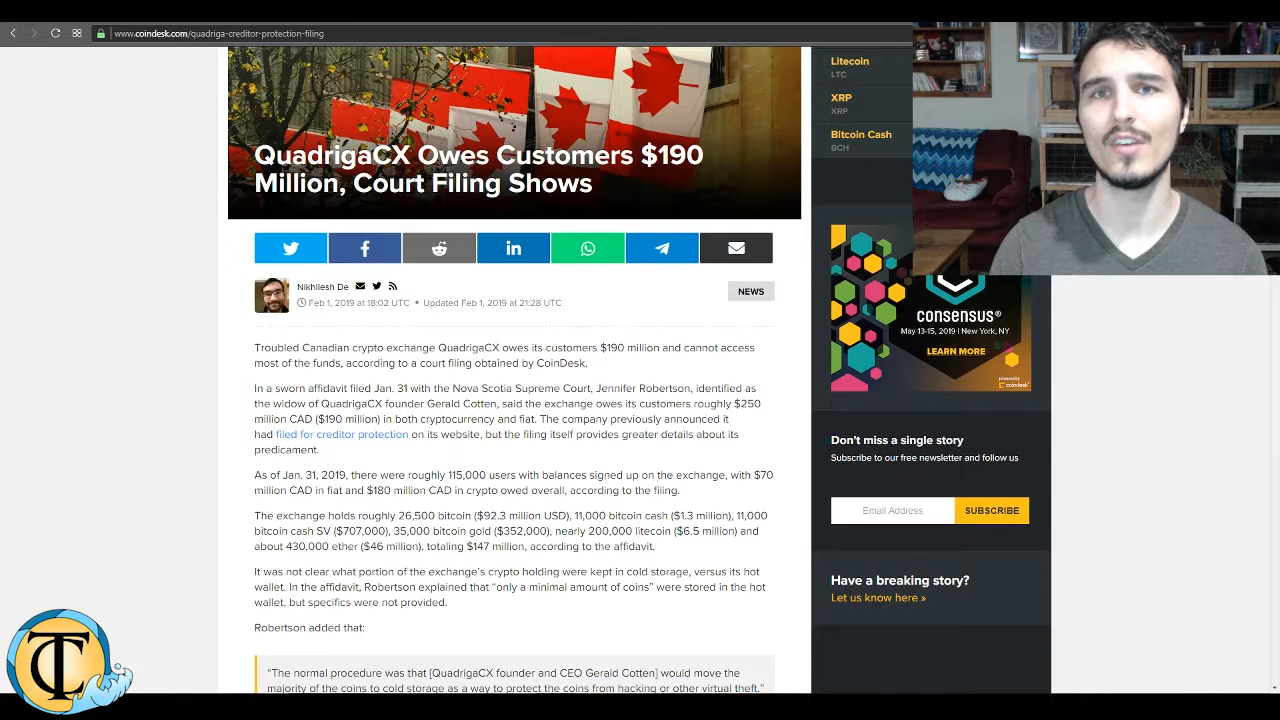 www.coindesk.com/quadriga-creditor-protection-filing
QuadrigaCX Owes Customers $190
Million, Court Filing Shows
Nikhilesh De
Feb 1, 2019 at 18:02 UTC • Updated Feb 1, 2019 at 21:28 UTC
NEWS
Troubled Canadian crypto exchange QuadrigaCX owes its customers $190 million and cannot access
most of the funds, according to a court filing obtained by CoinDesk.
In a sworn affidavit filed Jan. 31 with the Nova Scotia Supreme Court, Jennifer Robertson, identified as
the widow of QuadrigaCX founder Gerald Cotten, said the exchange owes its customers roughly $250
million CAD ($190 million) in both cryptocurrency and fiat. The company previously announced it
had filed for creditor protection on its website, but the filing itself provides greater details about its
predicament.
As of Jan. 31, 2019, there were roughly 115,000 users with balances signed up on the exchange, with $70
million CAD in fiat and $180 million CAD in crypto owed overall, according to the filing.
The exchange holds roughly 26,500 bitcoin ($92.3 million USD), 11,000 bitcoin cash ($1.3 million), 11,000
bitcoin cash SV ($707,000), 35,000 bitcoin gold ($352,000), nearly 200,000 litecoin ($6.5 million) and
about 430,000 ether ($46 million), totaling $147 million, according to the affidavit.
It was not clear what portion of the exchange's crypto holding were kept in cold storage, versus its hot
wallet. In the affidavit, Robertson explained that “only a minimal amount of coins” were stored in the hot
wallet, but specifics were not provided.
Robertson added that:
“The normal procedure was that [QuadrigaCX founder and CEO Gerald Cotten] would move the
majority of the coins to cold storage as a way to protect the coins from hacking or other virtual theft.”
Litecoin
LTC
XRP
XRP
Bitcoin Cash
BCH
CONSENSUS®
May 13-15, 2019 | New York, NY
LEARN MORE
powered by
coindesk
Don't miss a single story
Subscribe to our free newsletter and follow us
Email Address
SUBSCRIBE
Have a breaking story?
Let us know here »
TC